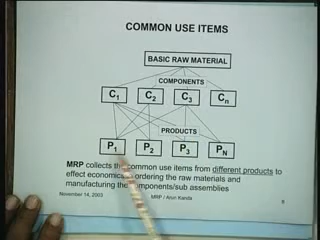 COMMON USE ITEMS
BASIC RAW MATERIAL
COMPONENTS
C1 C2 C3 Cn
PRODUCTS
P1 P2 P3 PN
MRP collects the common use items from different products to
effect economics ordering the raw materials and
manufacturing the components/sub assemblies
November 14, 2003 MRP / Arun Kanda 9